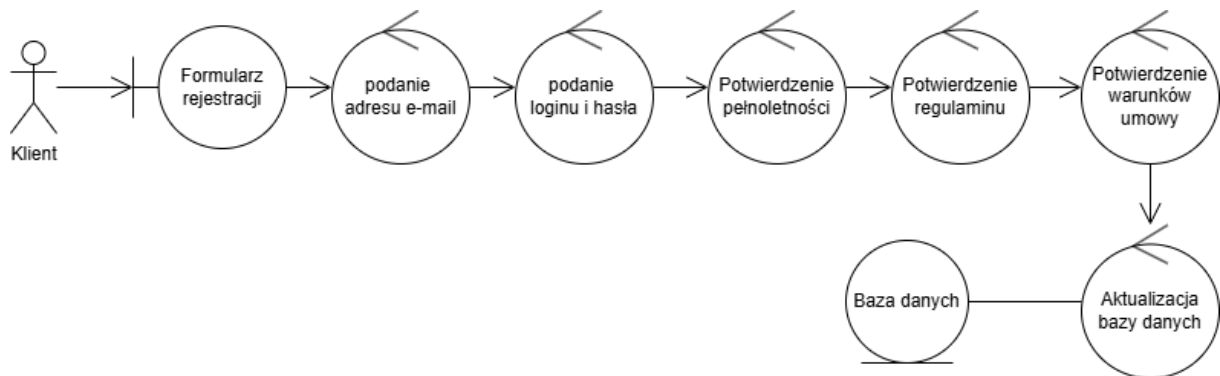 Klient
Formularz
rejestracji
podanie
adresu e-mail
podanie
loginu i hasła
Potwierdzenie
pełnoletności
Potwierdzenie
regulaminu
Potwierdzenie
warunków
umowy
Baza danych
Aktualizacja
bazy danych